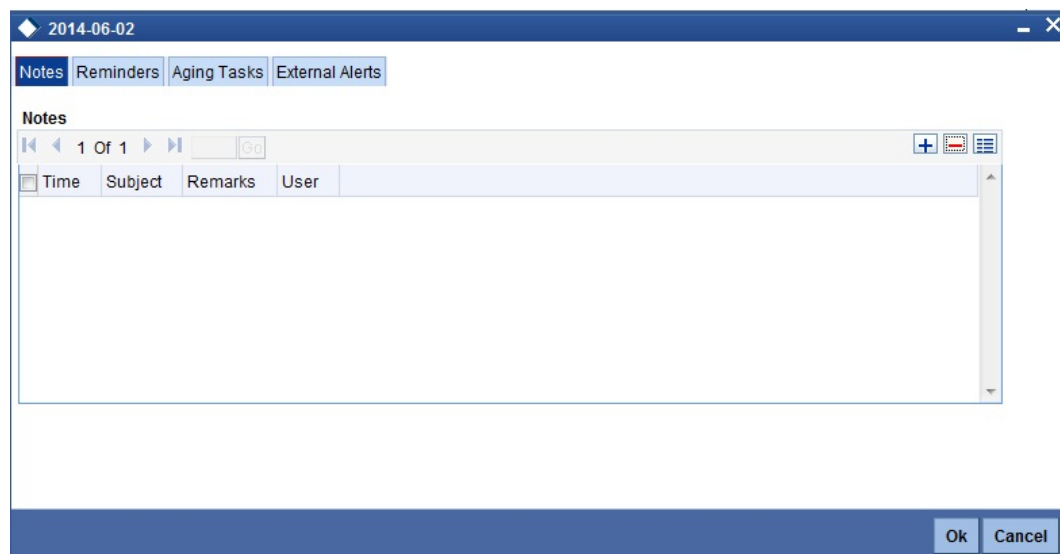 2014-06-02
Notes Reminders Aging Tasks External Alerts
Notes
1 Of 1 Go
Time Subject Remarks User
Ok Cancel